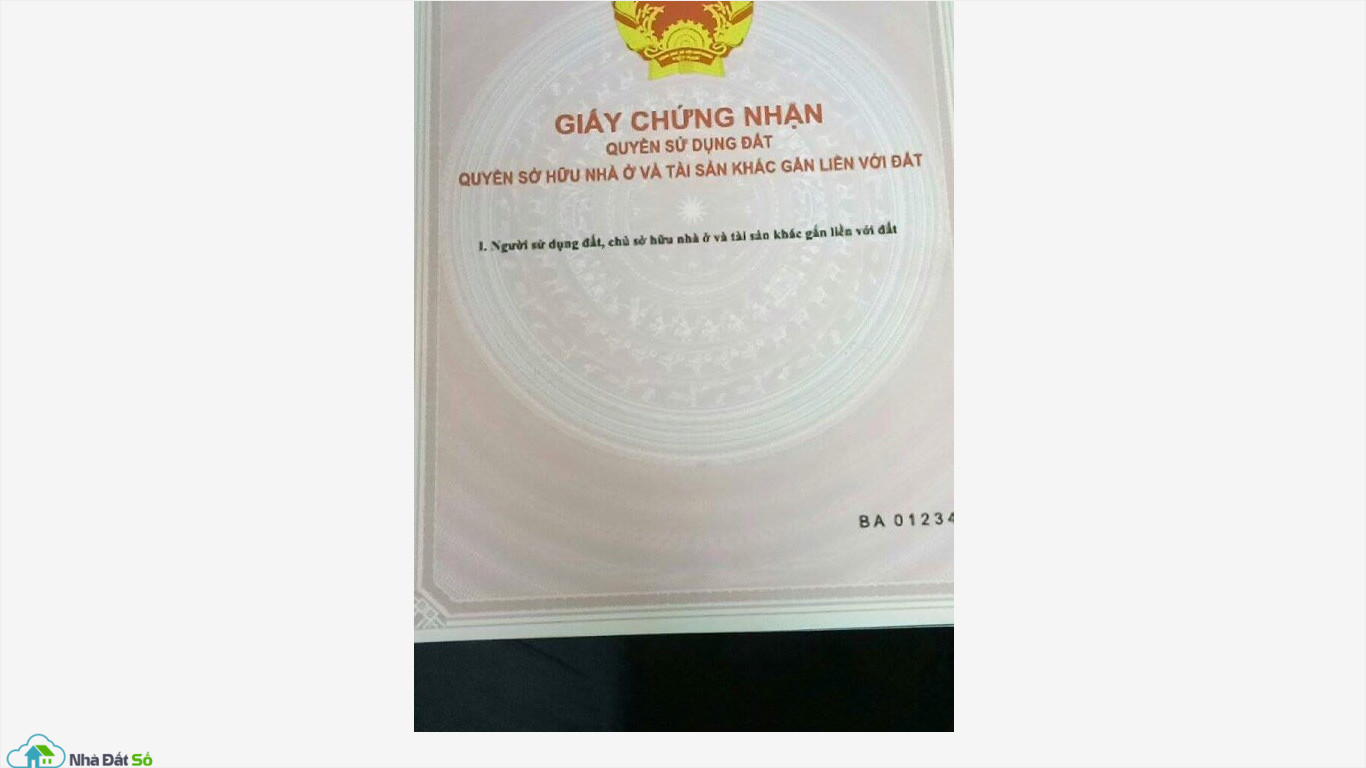 GIẤY CHỨNG NHẬN
QUYỀN SỬ DỤNG ĐẤT
QUYỀN SỞ HỮU NHÀ Ở VÀ TÀI SẢN KHÁC GẮN LIỀN VỚI ĐẤT
I. Người sử dụng đất, chủ sở hữu nhà ở và tài sản khác gắn liền với đất
BA 01234
Nhà Đất Số